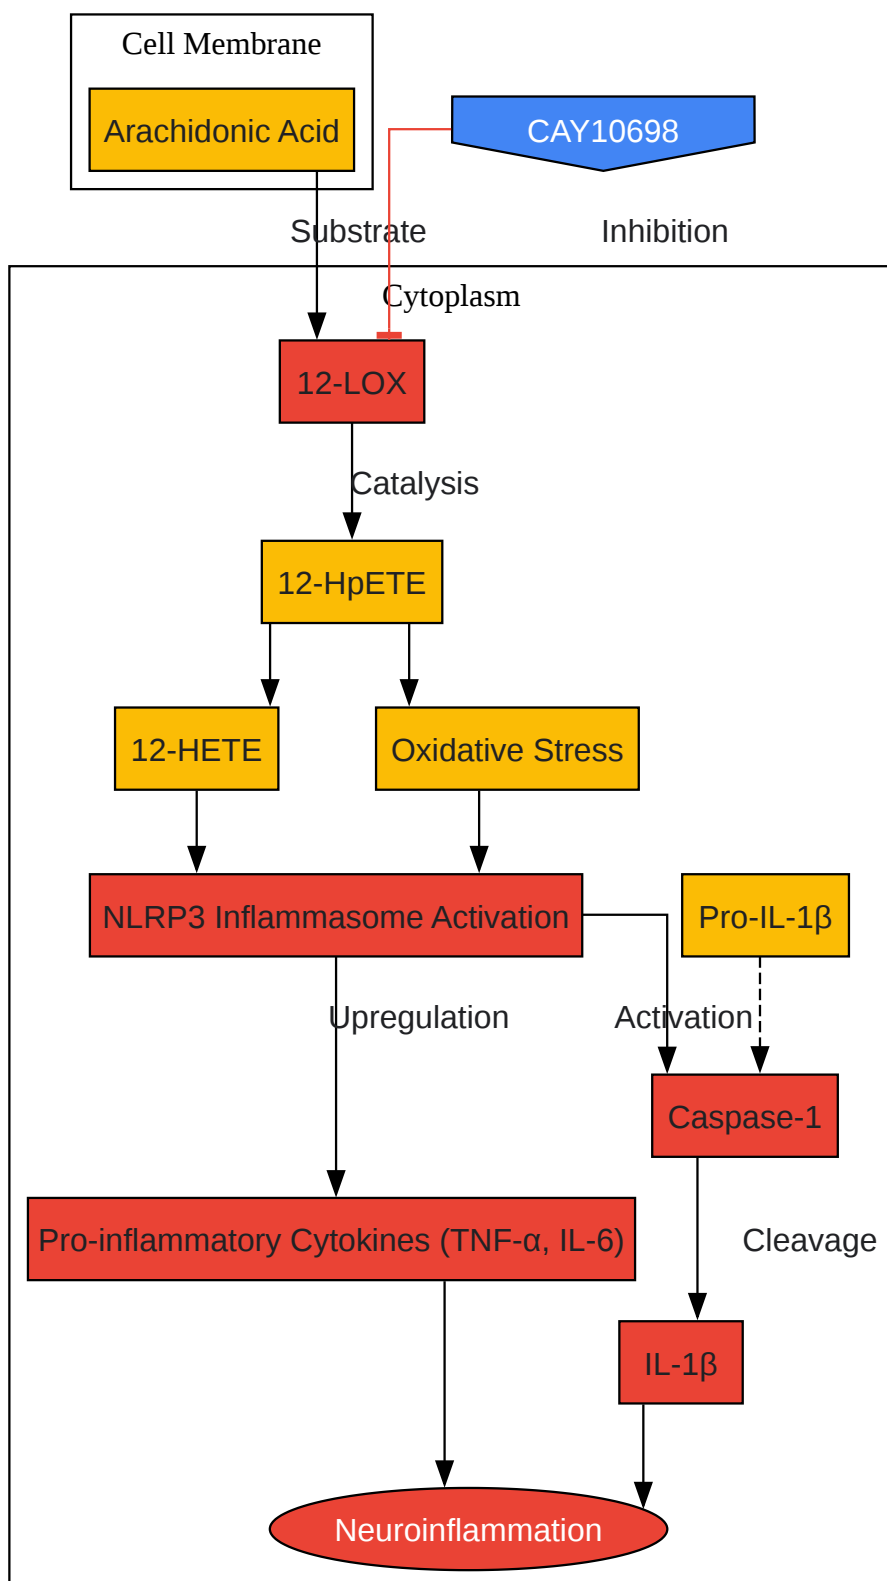 Cell Membrane
Arachidonic Acid
CAY10698
Substrate
Inhibition
Cytoplasm
12-LOX
Catalysis
12-HpETE
12-HETE
Oxidative Stress
NLRP3 Inflammasome Activation
Pro-IL-1β
Upregulation
Activation
Caspase-1
Pro-inflammatory Cytokines (TNF-α, IL-6)
Cleavage
IL-1β
Neuroinflammation